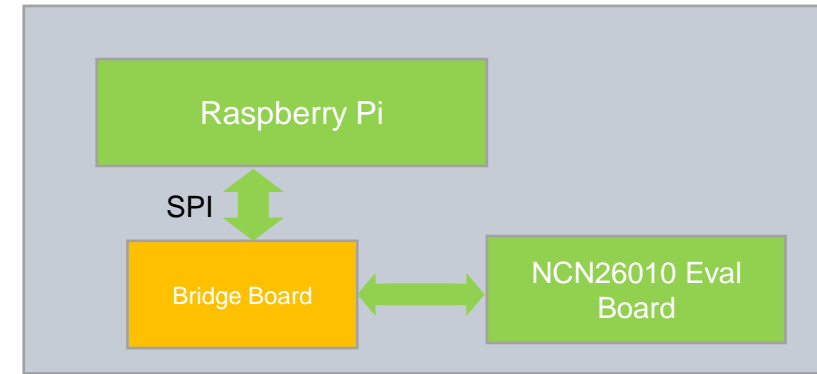 Raspberry Pi
SPI
Bridge Board
NCN26010 Eval
Board